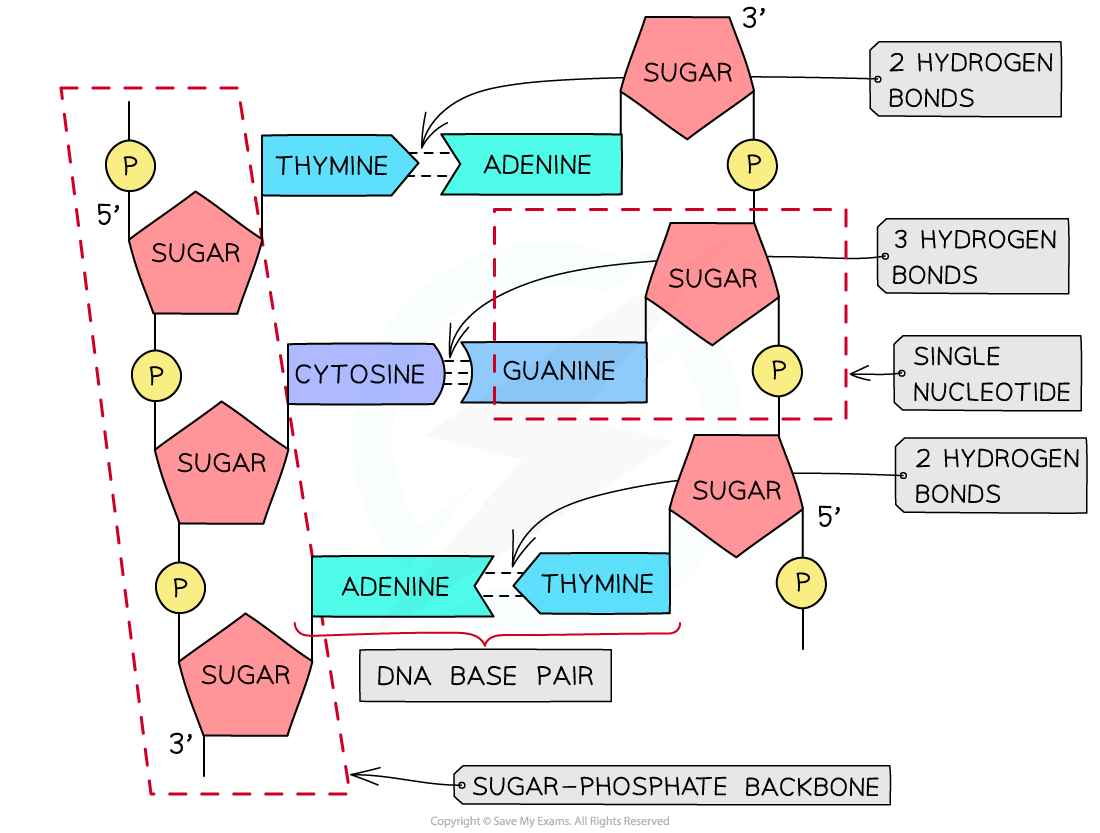 3’
SUGAR
2 HYDROGEN
BONDS
P
THYMINE
ADENINE
P
5’
SUGAR
SUGAR
3 HYDROGEN
BONDS
P
CYTOSINE
GUANINE
P
SINGLE
NUCLEOTIDE
SUGAR
SUGAR
2 HYDROGEN
BONDS
5’
P
ADENINE
THYMINE
P
SUGAR
DNA BASE PAIR
3’
SUGAR-PHOSPHATE BACKBONE
Copyright © Save My Exams. All Rights Reserved